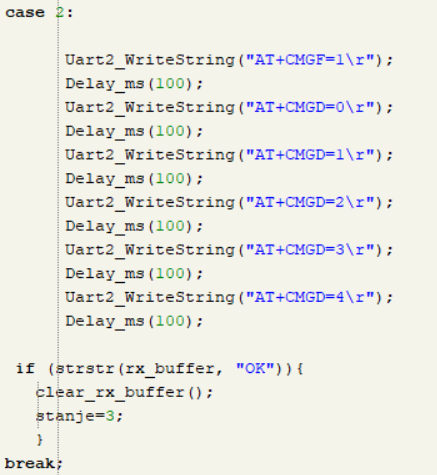 case 2:
Uart2_WriteString("AT+CMGF=1\r");
Delay_ms(100);
Uart2_WriteString("AT+CMGD=0\r");
Delay_ms(100);
Uart2_WriteString("AT+CMGD=1\r");
Delay_ms(100);
Uart2_WriteString("AT+CMGD=2\r");
Delay_ms(100);
Uart2_WriteString("AT+CMGD=3\r");
Delay_ms(100);
Uart2_WriteString("AT+CMGD=4\r");
Delay_ms(100);
if (strstr(rx_buffer, "OK")){
clear_rx_buffer();
stanje=3;
}
break;